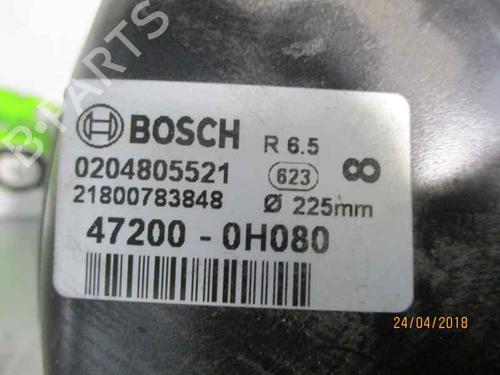 BOSCH R 6.5
0204805521 623 ∞
21800783848 Ø 225mm
47200 - 0H080
B-PARTS
24/04/2018